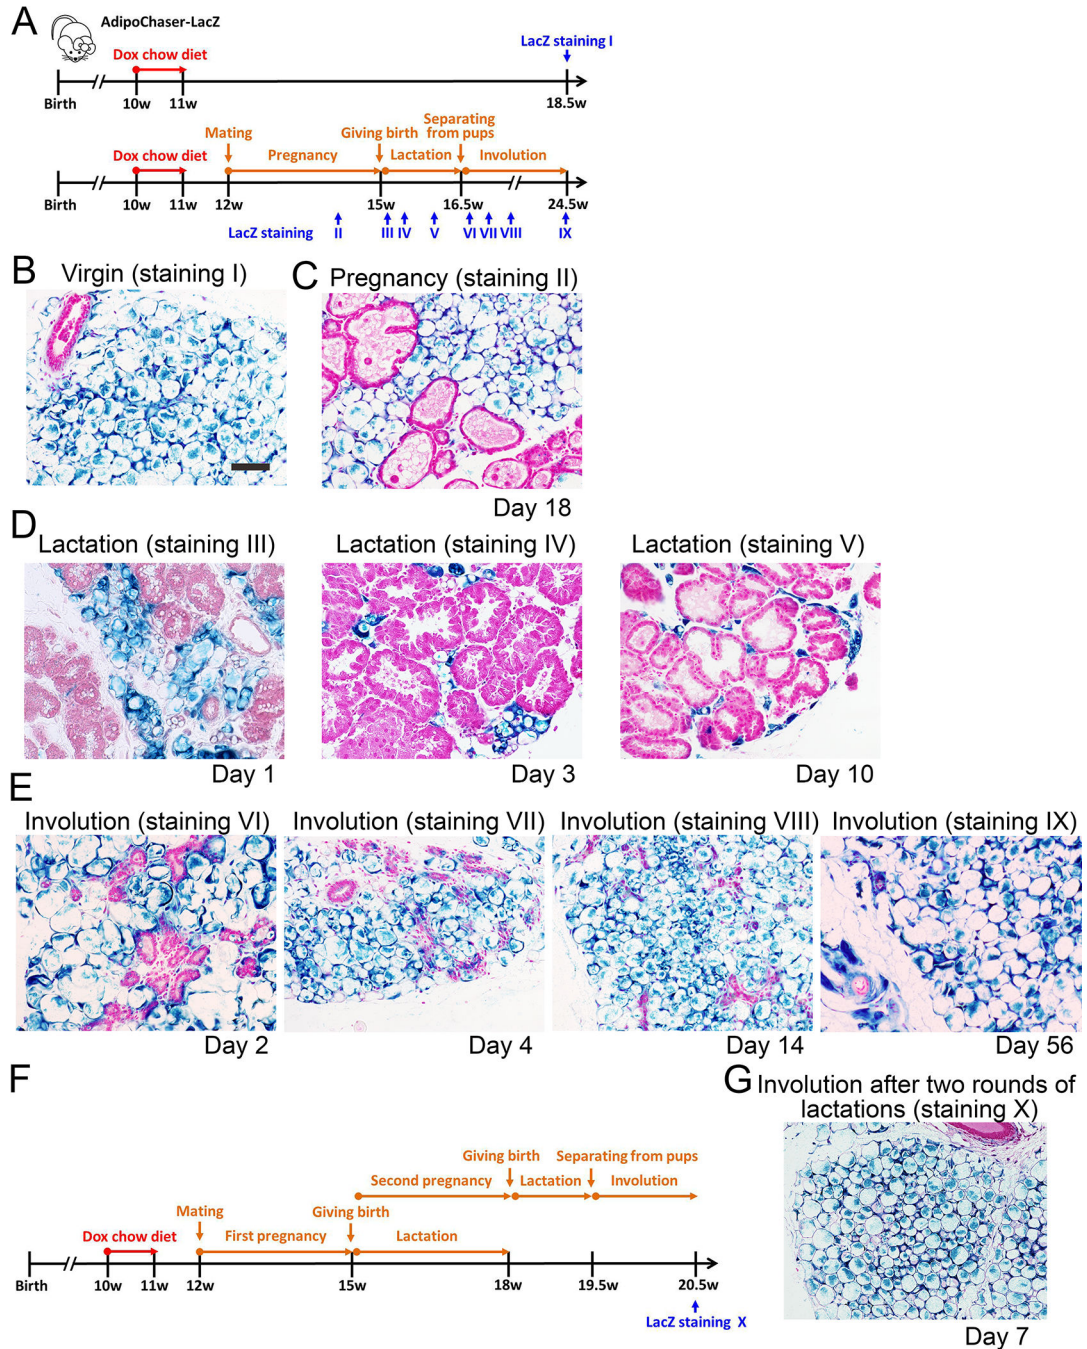 A
AdipoChaser-LacZ
Dox chow diet
LacZ staining I
Birth
10w
11w
18.5w
Mating
Giving birth
Separating
from pups
Dox chow diet
Pregnancy
Lactation
Involution
Birth
10w
11w
12w
15w
16.5w
24.5w
LacZ staining
II
III
IV
V
VI
VII
VIII
IX
B
Virgin (staining I)
C
Pregnancy (staining II)
Day 18
D
Lactation (staining III)
Lactation (staining IV)
Lactation (staining V)
Day 1
Day 3
Day 10
E
Involution (staining VI)
Involution (staining VII)
Involution (staining VIII)
Involution (staining IX)
Day 2
Day 4
Day 14
Day 56
F
Giving birth
Separating from pups
Second pregnancy
Lactation
Involution
Mating
Giving birth
Dox chow diet
First pregnancy
Lactation
Birth
10w
11w
12w
15w
18w
19.5w
20.5w
LacZ staining X
G
Involution after two rounds of
lactations (staining X)
Day 7